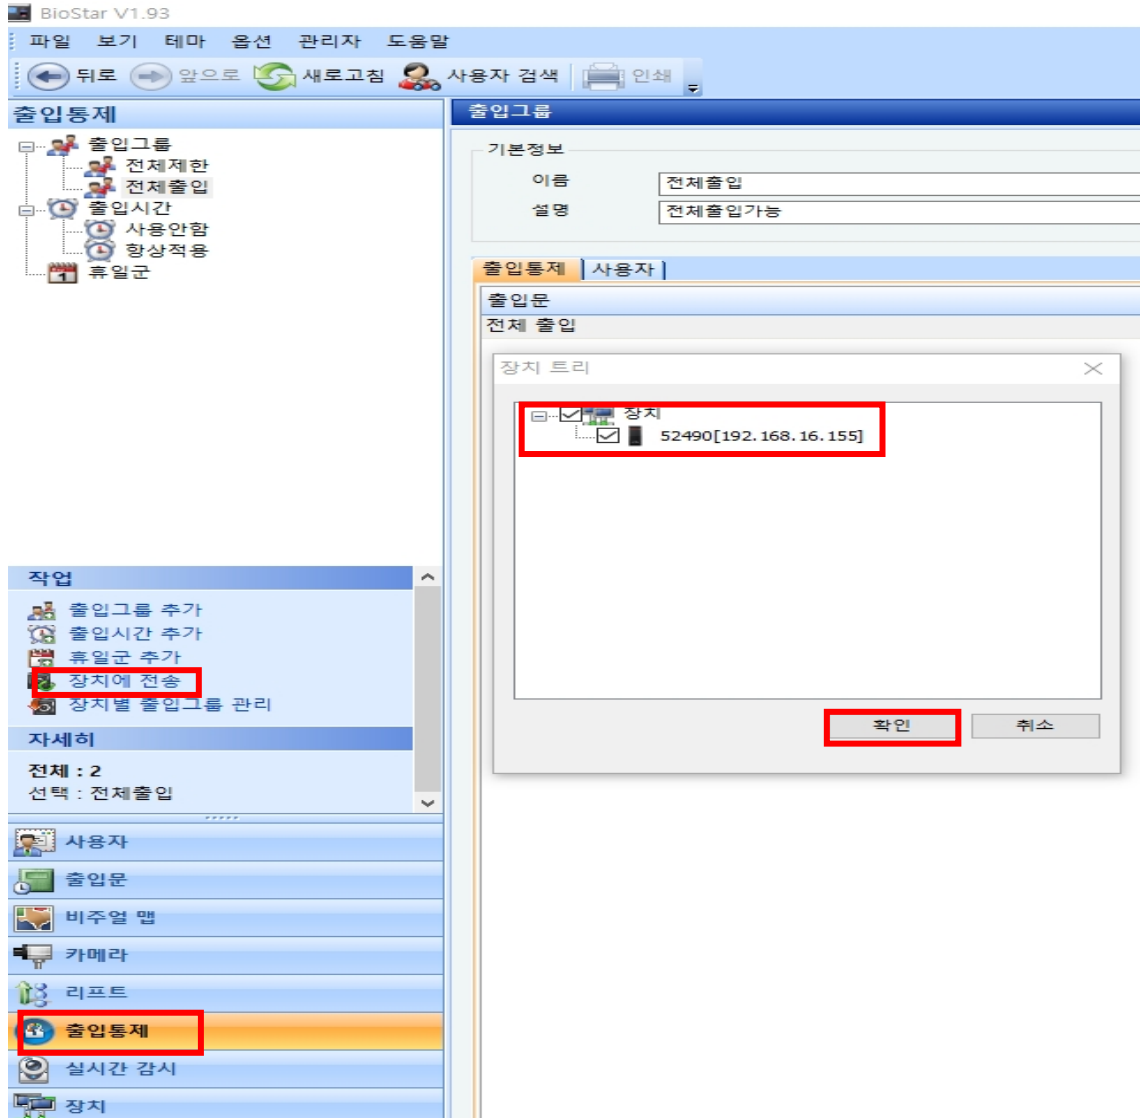 BioStar V1.93
파일 보기 테마 옵션 관리자 도움말
뒤로 앞으로 새로고침 사용자 검색 인쇄
출입통제
출입그룹
전체제한
전체출입
출입시간
사용안함
항상적용
휴일군
출입그룹
기본정보
이름 전체출입
설명 전체출입가능
출입통제 사용자
출입문
전체 출입
장치 트리
장치
52490[192.168.16.155]
확인 취소
작업
출입그룹 추가
출입시간 추가
휴일군 추가
장치에 전송
장치별 출입그룹 관리
자세히
전체 : 2
선택 : 전체출입
사용자
출입문
비주얼 맵
카메라
리프트
출입통제
실시간 감시
장치